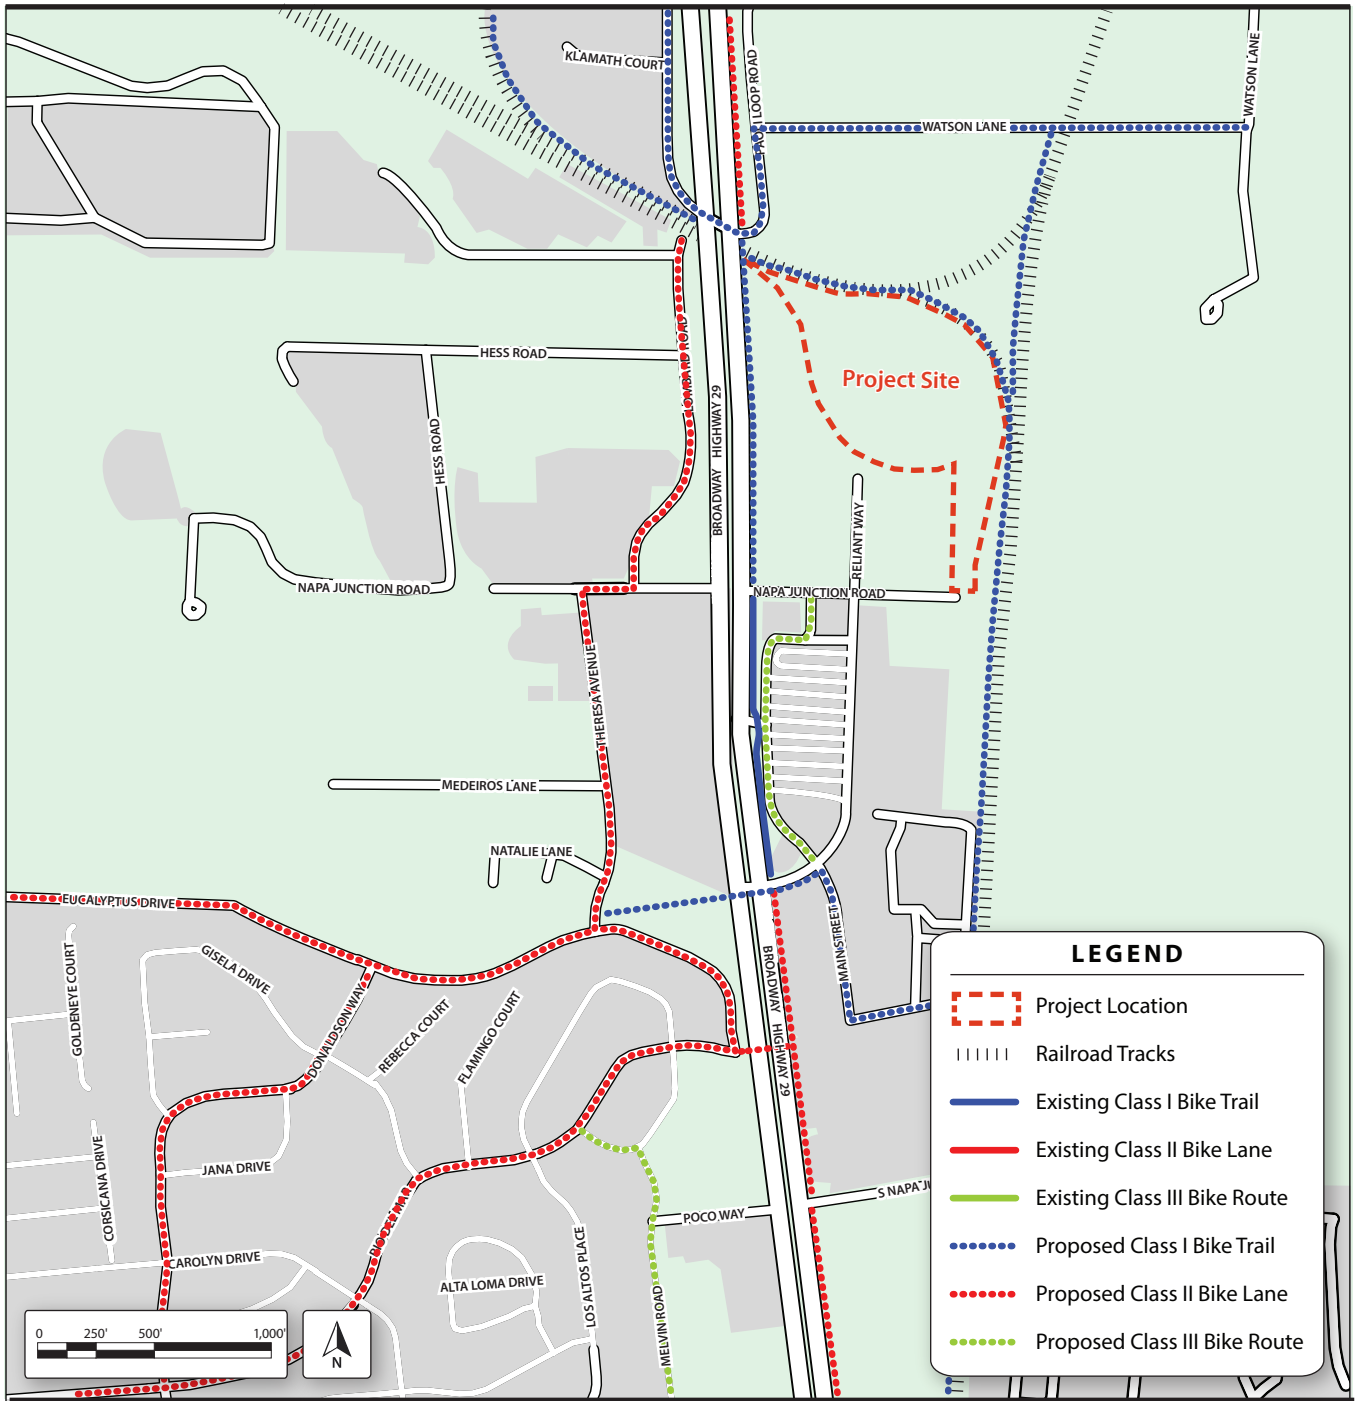 KLAMATH COURT
LOOP ROAD
WATSON LANE
WATSON LANE
HESS ROAD
LOMBARD ROAD
BROADWAY HIGHWAY 29
Project Site
HESS ROAD
RELIANT WAY
NAPA JUNCTION ROAD
NAPA JUNCTION ROAD
THERESA AVENUE
MEDEIROS LANE
NATALIE LANE
EUCALYPTUS DRIVE
MAIN STREET
GOLDENEYE COURT
GISELA DRIVE
DONALDSON WAY
REBECCA COURT
FLAMINGO COURT
BROADWAY HIGHWAY 29
CORSICANA DRIVE
JANA DRIVE
S NAPA
POCO WAY
CAROLYN DRIVE
ALTA LOMA DRIVE
LOS ALTOS PLACE
MELVIN ROAD
LEGEND
Project Location
Railroad Tracks
Existing Class I Bike Trail
Existing Class II Bike Lane
Existing Class III Bike Route
Proposed Class I Bike Trail
Proposed Class II Bike Lane
Proposed Class III Bike Route
0 250' 500' 1,000'
N